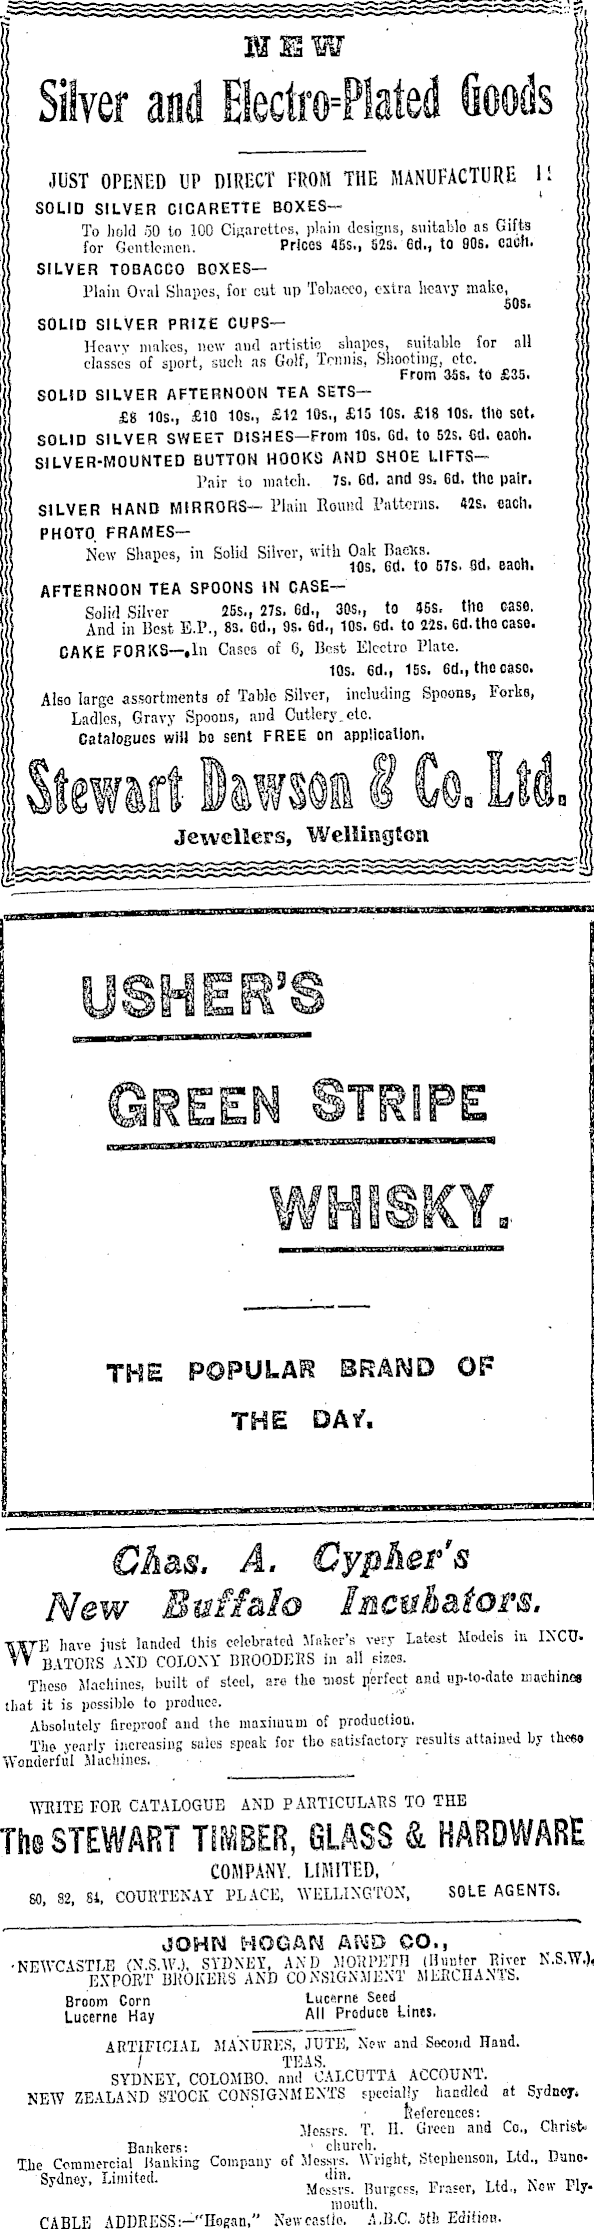 NEW
Silver and Electro=Plated Goods
JUST OPENED UP DIRECT FROM THE MANUFACTURE !!
SOLID SILVER CIGARETTE BOXES—
To hold 50 to 100 Cigarettes, plain designs, suitable as Gifts
for Gentlemen. Prices 45s., 52s. 6d., to 90s. each.
SILVER TOBACCO BOXES—
Plain Oval Shapes, for cut up Tobacco, extra heavy make,
50s.
SOLID SILVER PRIZE CUPS—
Heavy makes, new and artistic shapes, suitable for all
classes of sport, such as Golf, Tennis, Shooting, etc.
From 35s. to £35.
SOLID SILVER AFTERNOON TEA SETS—
£8 10s., £10 10s., £12 10s., £15 10s. £18 10s. the set.
SOLID SILVER SWEET DISHES—From 10s. 6d. to 52s. 6d. each.
SILVER-MOUNTED BUTTON HOOKS AND SHOE LIFTS—
Pair to match. 7s. 6d. and 9s. 6d. the pair.
SILVER HAND MIRRORS— Plain Round Patterns. 42s. each.
PHOTO FRAMES—
New Shapes, in Solid Silver, with Oak Backs.
10s. 6d. to 57s. 6d. each.
AFTERNOON TEA SPOONS IN CASE—
Solid Silver 25s., 27s. 6d., 30s., to 45s. the case.
And in Best E.P., 8s. 6d., 9s. 6d., 10s. 6d. to 22s. 6d. the case.
CAKE FORKS—In Cases of 6, Best Electro Plate.
10s. 6d., 15s. 6d., the case.
Also large assortments of Table Silver, including Spoons, Forks,
Ladles, Gravy Spoons, and Cutlery etc.
Catalogues will be sent FREE on application.
Stewart Dawson & Co. Ltd.
Jewellers, Wellington
USHER'S
GREEN STRIPE
WHISKY.
THE POPULAR BRAND OF
THE DAY.
Chas. A. Cypher's
New Buffalo Incubators.
WE have just landed this celebrated Maker's very Latest Models in INCU-
BATORS AND COLONY BROODERS in all sizes.
These Machines, built of steel, are the most perfect and up-to-date machines
that it is possible to produce.
Absolutely fireproof and the maximum of production.
The yearly increasing sales speak for the satisfactory results attained by these
Wonderful Machines.
WRITE FOR CATALOGUE AND PARTICULARS TO THE
The STEWART TIMBER, GLASS & HARDWARE
COMPANY. LIMITED,
80, 82, 84, COURTENAY PLACE, WELLINGTON, SOLE AGENTS.
JOHN HOGAN AND CO.,
NEWCASTLE (N.S.W.), SYDNEY, AND MORPETH (Hunter River N.S.W.),
EXPORT BROKERS AND CONSIGNMENT MERCHANTS.
Broom Corn Lucerne Seed
Lucerne Hay All Produce Lines.
ARTIFICIAL MANURES, JUTE, New and Second Hand.
TEAS.
SYDNEY, COLOMBO, and CALCUTTA ACCOUNT.
NEW ZEALAND STOCK CONSIGNMENTS specially handled at Sydney.
References:
Messrs. T. H. Green and Co., Christ-
church.
Bankers:
The Commercial Banking Company of Messrs. Wright, Stephenson, Ltd., Dune-
Sydney, Limited. din.
Messrs. Burgess, Fraser, Ltd., New Ply-
mouth.
CABLE ADDRESS:—"Hogan," Newcastle. A.B.C. 5th Edition.